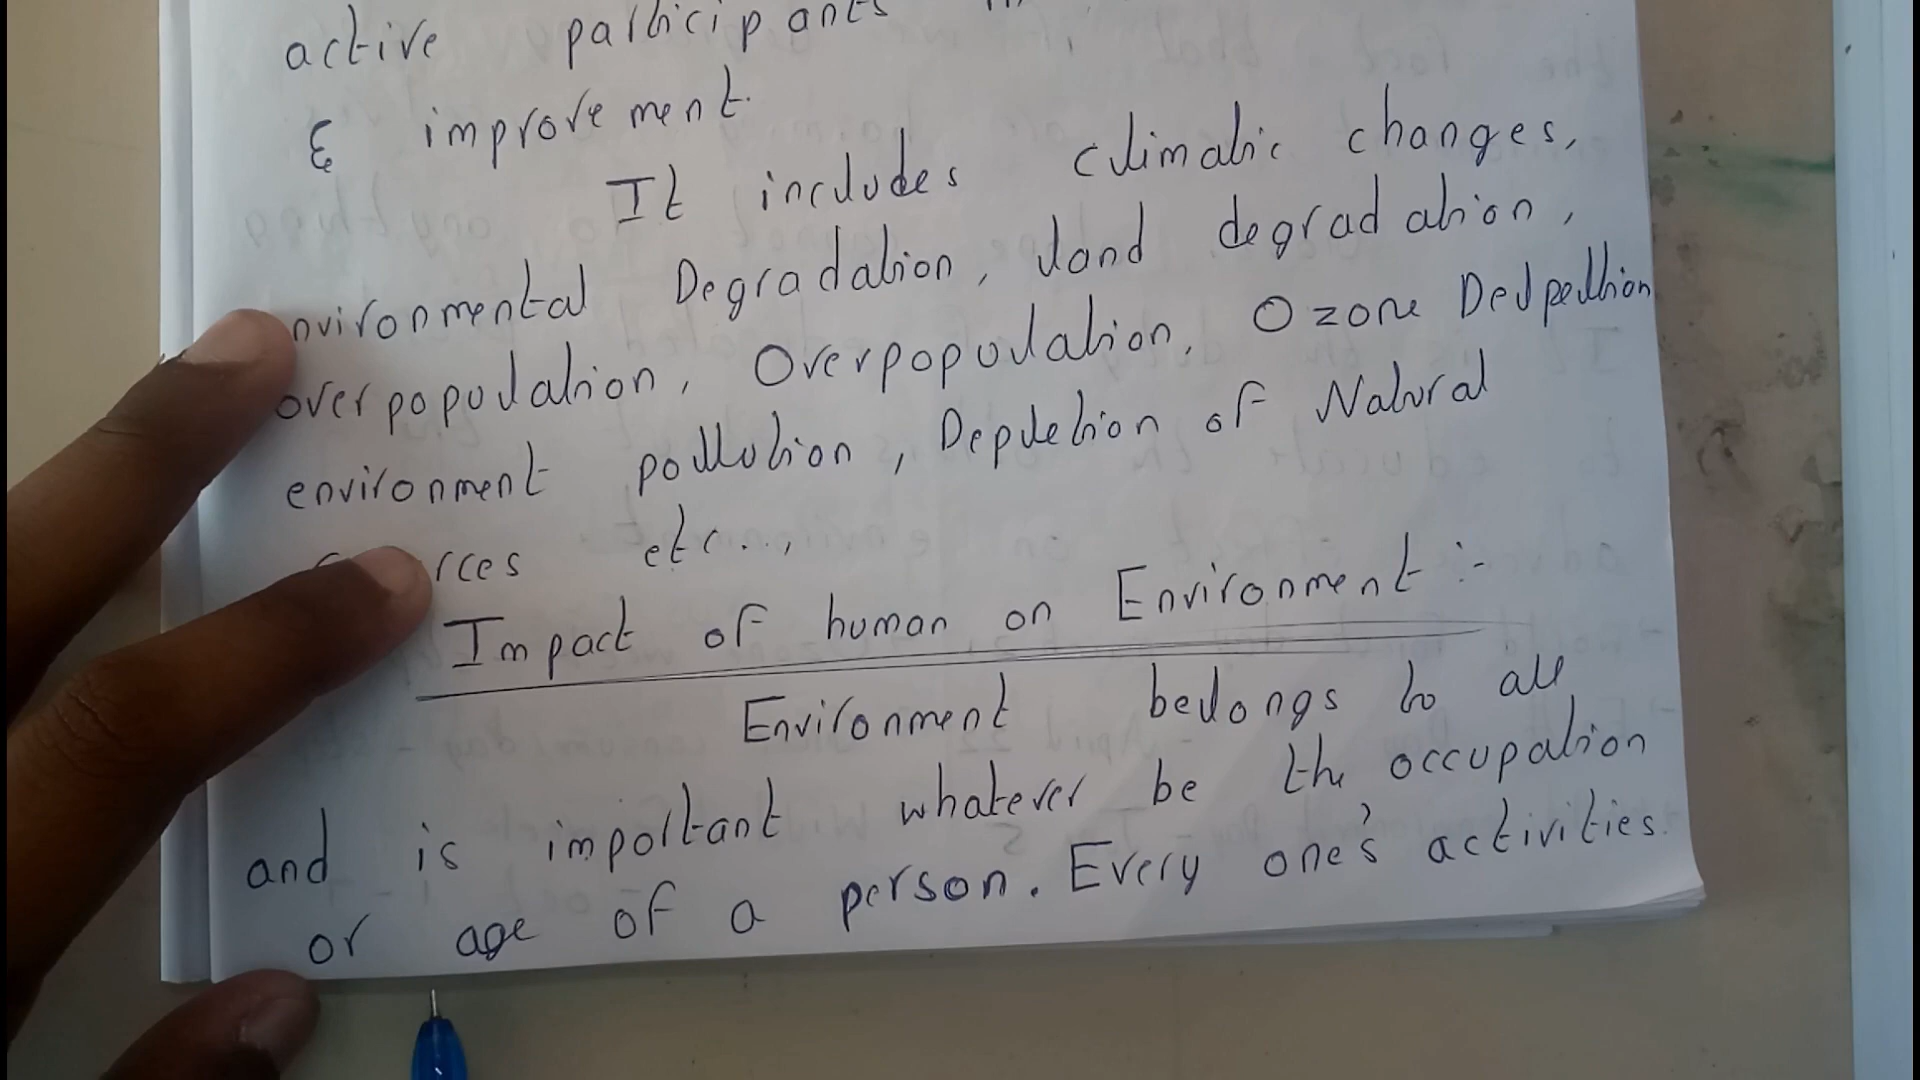 active participants
& improvement.
It includes climatic changes,
nvironmental Degradation, land degradation,
overpopulation, Overpopulation, Ozone Delpeltion
environment pollution, Depletion of Natural
rces etc..,
Impact of human on Environment :-
Environment belongs to all
and is important whatever be the occupation
or age of a person. Every one's activities.